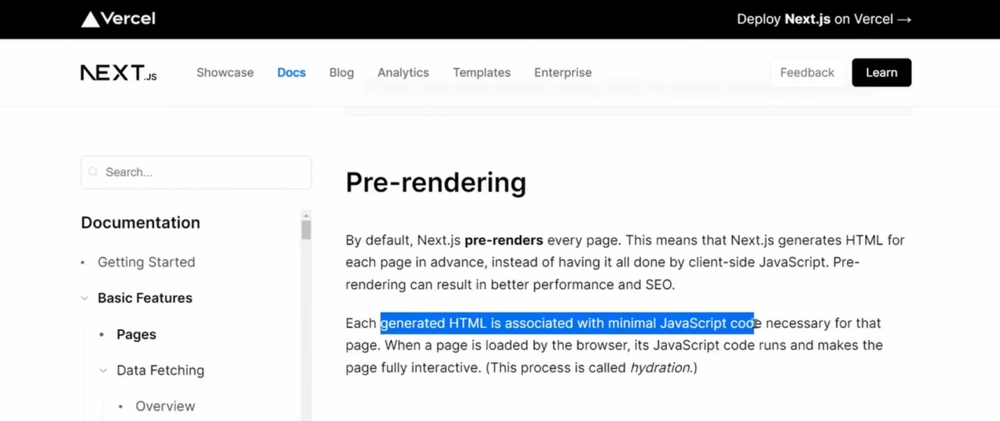 Vercel
Deploy Next.js on Vercel →
NEXT.JS
Showcase
Docs
Blog
Analytics
Templates
Enterprise
Feedback
Learn
Search...
Documentation
Getting Started
Basic Features
Pages
Data Fetching
Overview
Pre-rendering
By default, Next.js pre-renders every page. This means that Next.js generates HTML for
each page in advance, instead of having it all done by client-side JavaScript. Pre-
rendering can result in better performance and SEO.
Each generated HTML is associated with minimal JavaScript code necessary for that
page. When a page is loaded by the browser, its JavaScript code runs and makes the
page fully interactive. (This process is called hydration.)